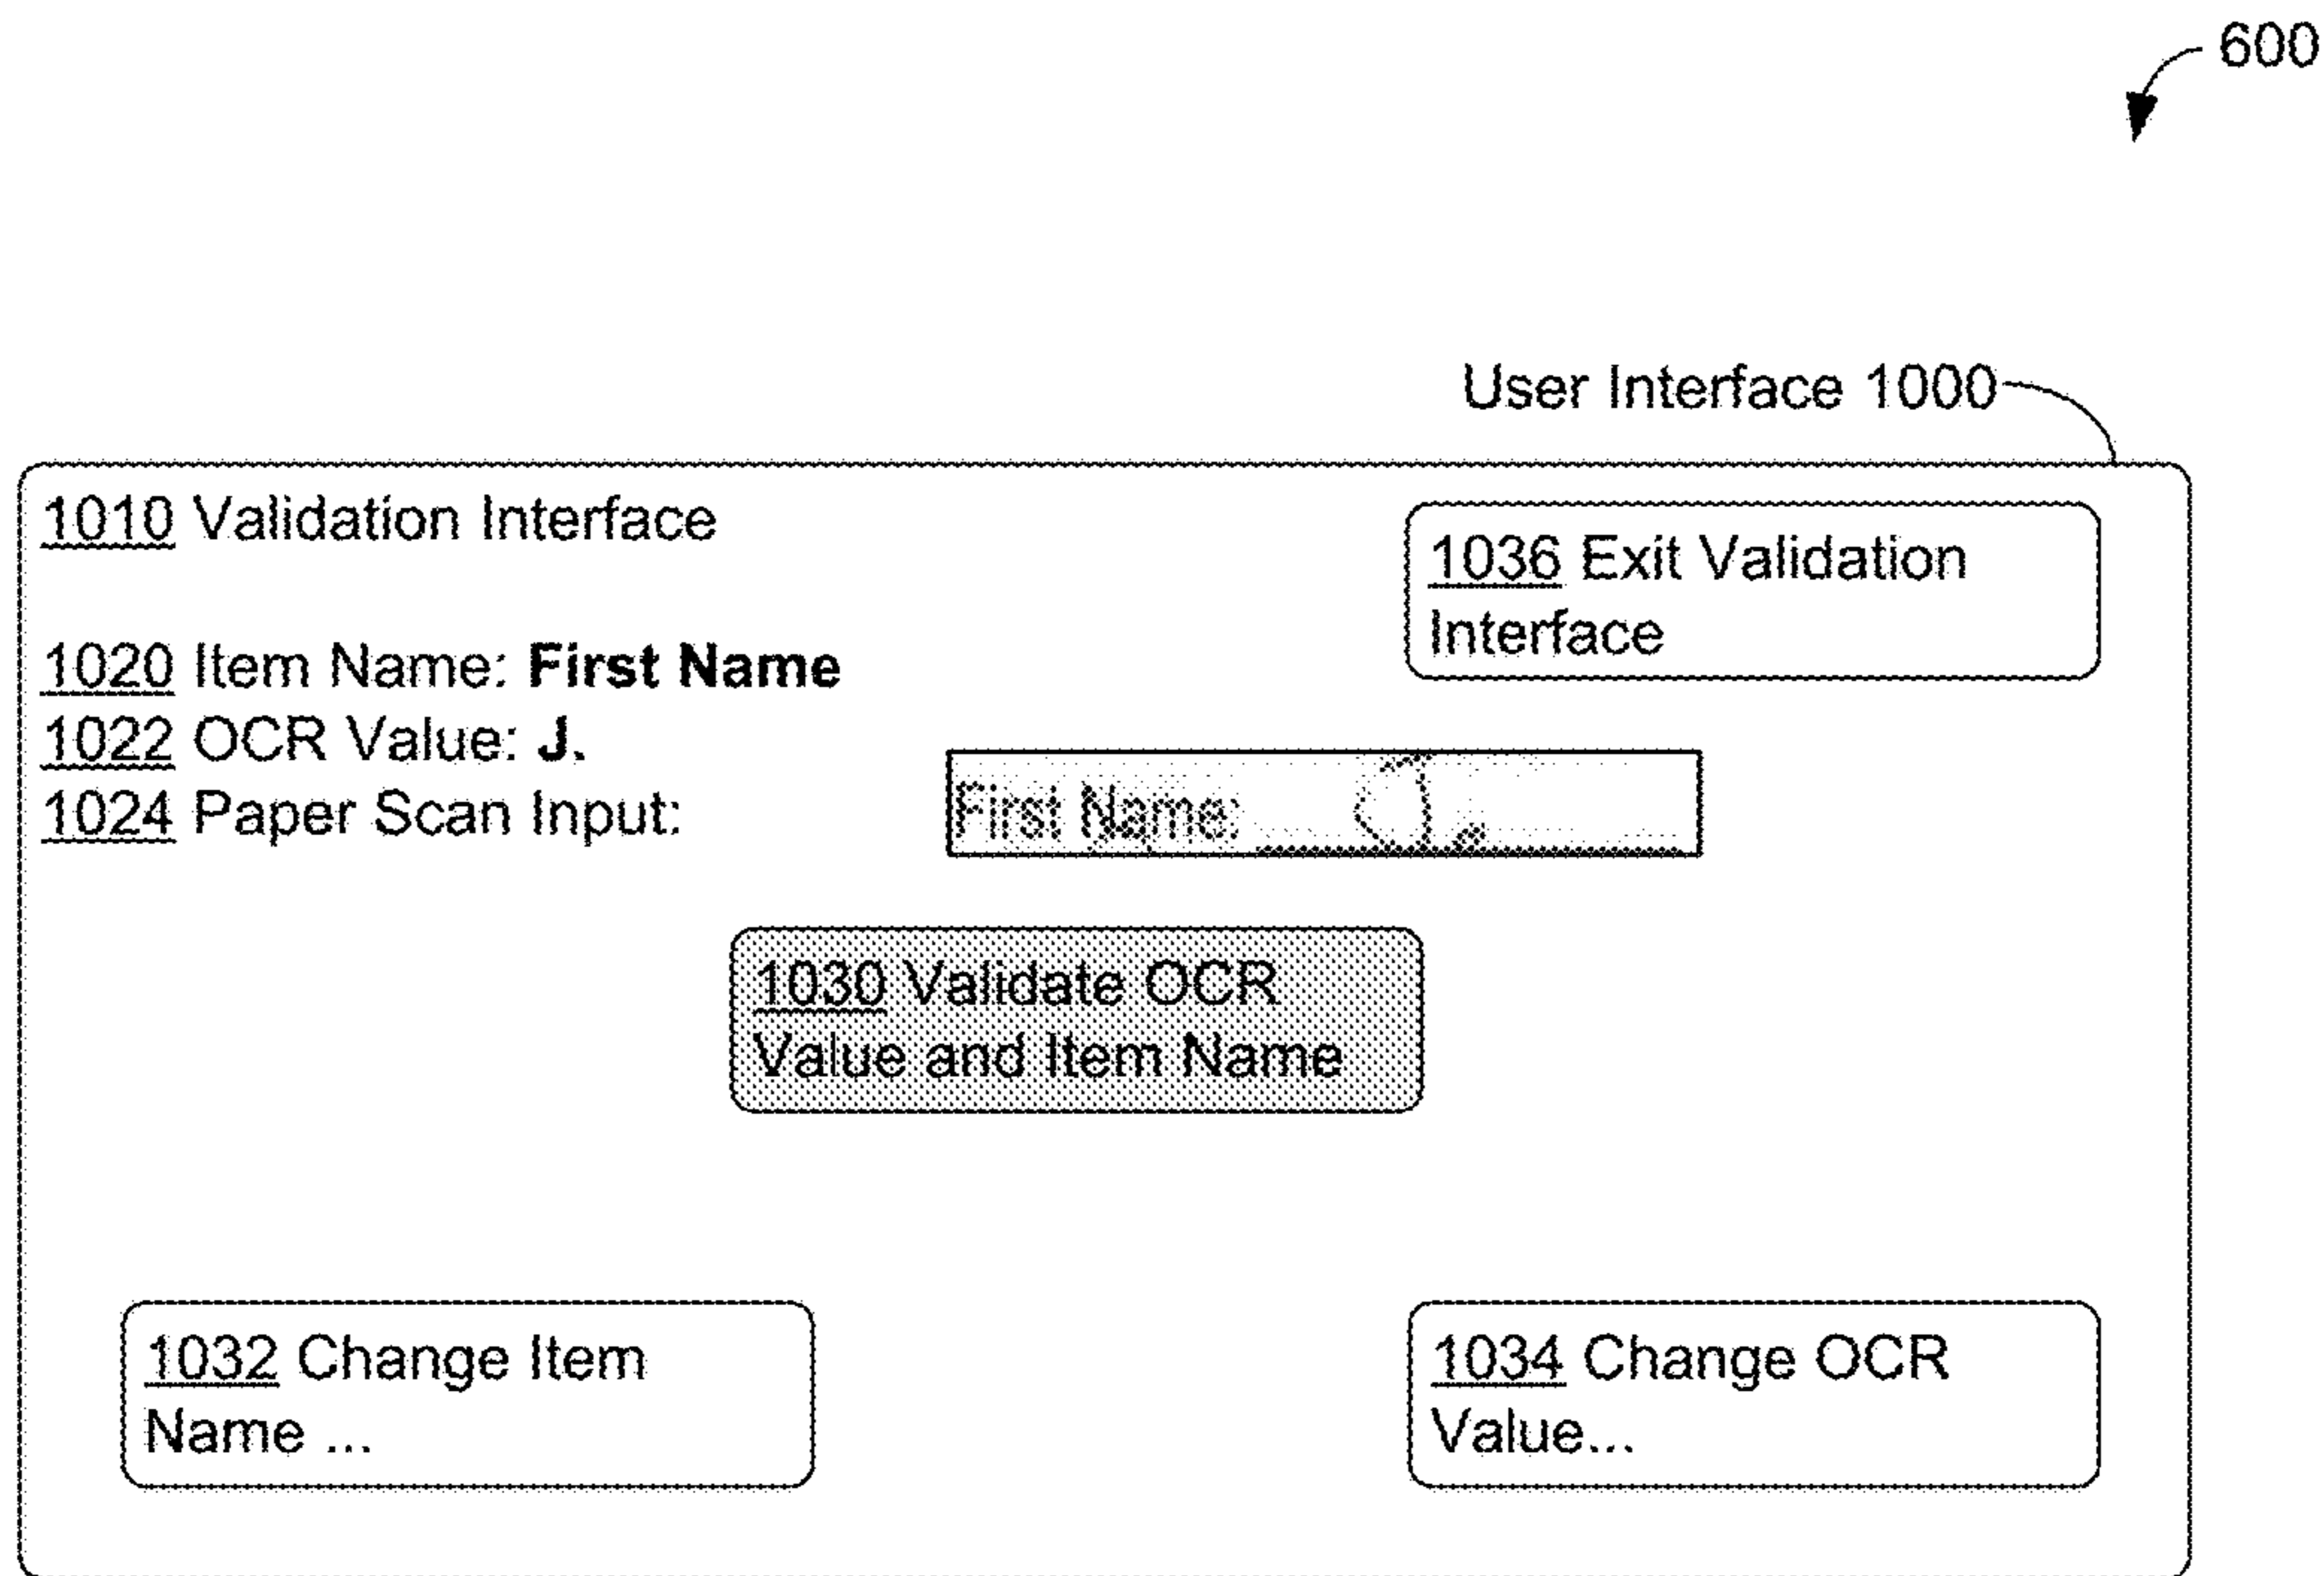 600
User Interface 1000
1010 Validation Interface
1036 Exit Validation
Interface
1020 Item Name: First Name
1022 OCR Value: J.
1024 Paper Scan Input:
First Name: J.
1030 Validate OCR
Value and Item Name
1032 Change Item
Name ...
1034 Change OCR
Value...